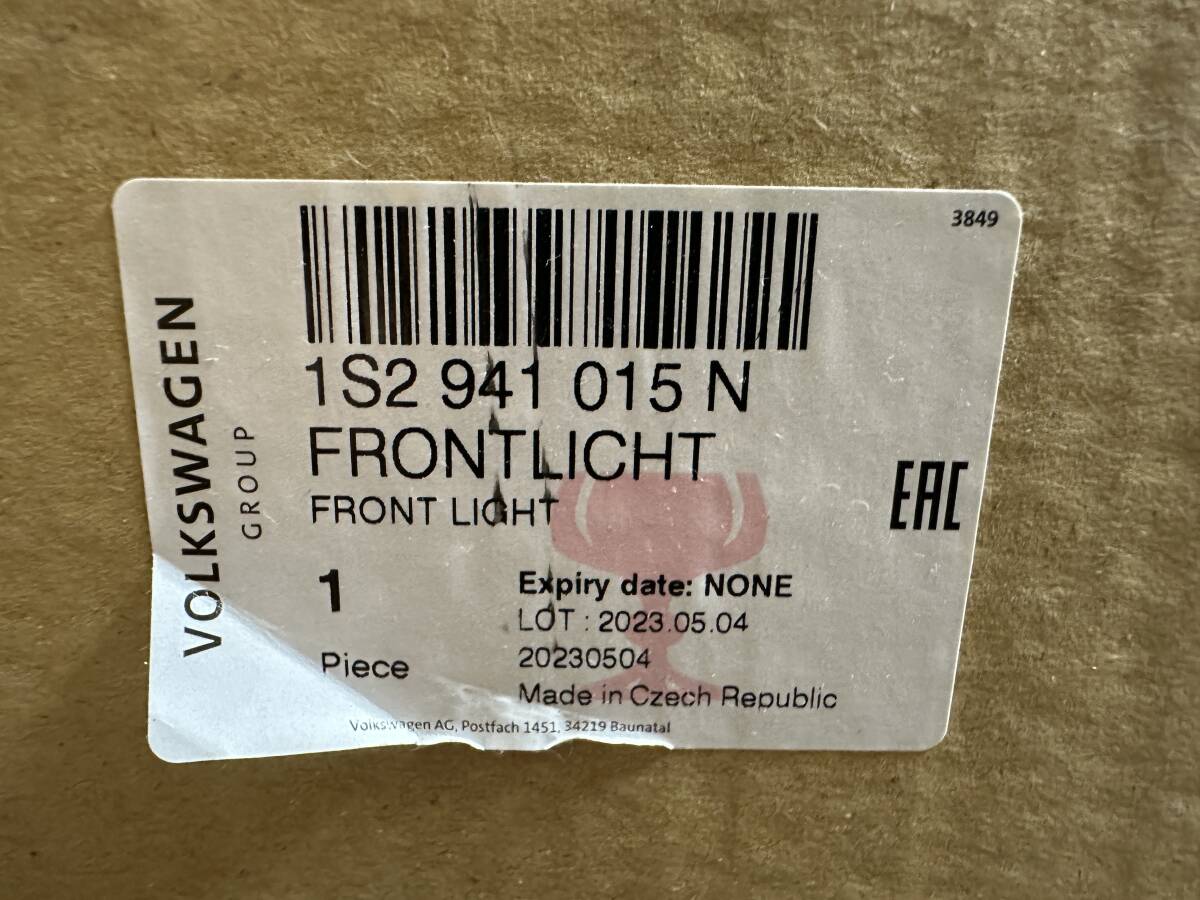 3849
VOLKSWAGEN
GROUP
1S2 941 015 N
FRONTLICHT
FRONT LIGHT
EAC
1
Piece
Expiry date: NONE
LOT : 2023.05.04
20230504
Made in Czech Republic
Volkswagen AG, Postfach 1451, 34219 Baunatal